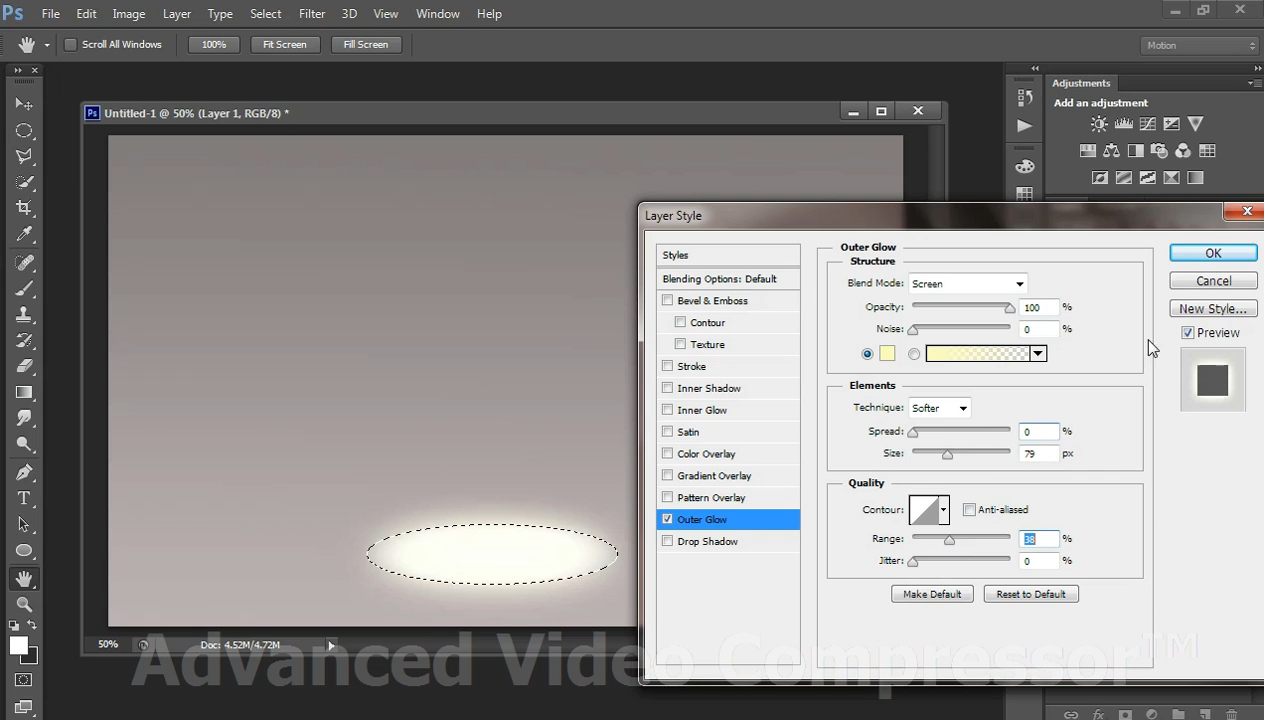 Ps File Edit Image Layer Type Select Filter 3D View Window Help
Scroll All Windows 100% Fit Screen Fill Screen Motion
Adjustments
Add an adjustment
Ps Untitled-1 @ 50% (Layer 1, RGB/8) *
Layer Style
Styles
Blending Options: Default
Bevel & Emboss
Contour
Texture
Stroke
Inner Shadow
Inner Glow
Satin
Color Overlay
Gradient Overlay
Pattern Overlay
Outer Glow
Drop Shadow
Outer Glow
Structure
Blend Mode: Screen
Opacity: 100 %
Noise: 0 %
Elements
Technique: Softer
Spread: 0 %
Size: 79 px
Quality
Contour: Anti-aliased
Range: 38 %
Jitter: 0 %
Make Default Reset to Default
OK
Cancel
New Style...
Preview
T
50% Doc: 4.52M/4.72M
Advanced Video Compressor™
fx